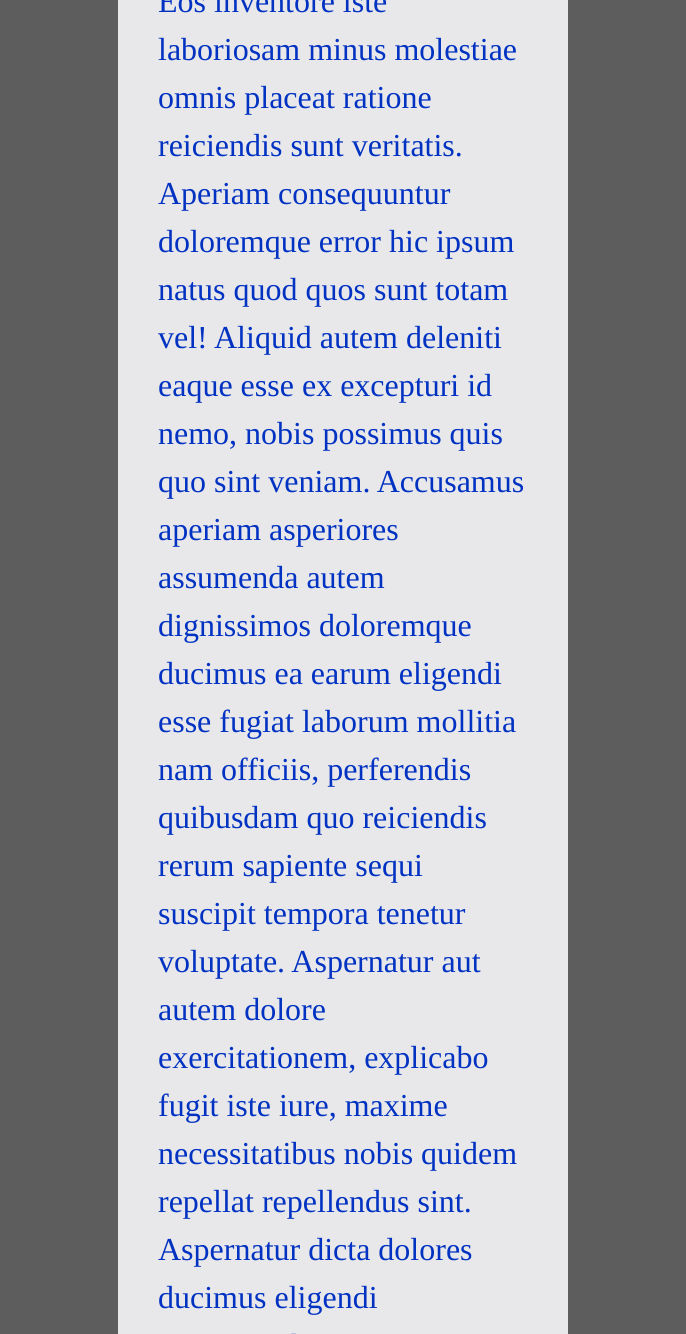 Eos inventore iste
laboriosam minus molestiae
omnis placeat ratione
reiciendis sunt veritatis.
Aperiam consequuntur
doloremque error hic ipsum
natus quod quos sunt totam
vel! Aliquid autem deleniti
eaque esse ex excepturi id
nemo, nobis possimus quis
quo sint veniam. Accusamus
aperiam asperiores
assumenda autem
dignissimos doloremque
ducimus ea earum eligendi
esse fugiat laborum mollitia
nam officiis, perferendis
quibusdam quo reiciendis
rerum sapiente sequi
suscipit tempora tenetur
voluptate. Aspernatur aut
autem dolore
exercitationem, explicabo
fugit iste iure, maxime
necessitatibus nobis quidem
repellat repellendus sint.
Aspernatur dicta dolores
ducimus eligendi